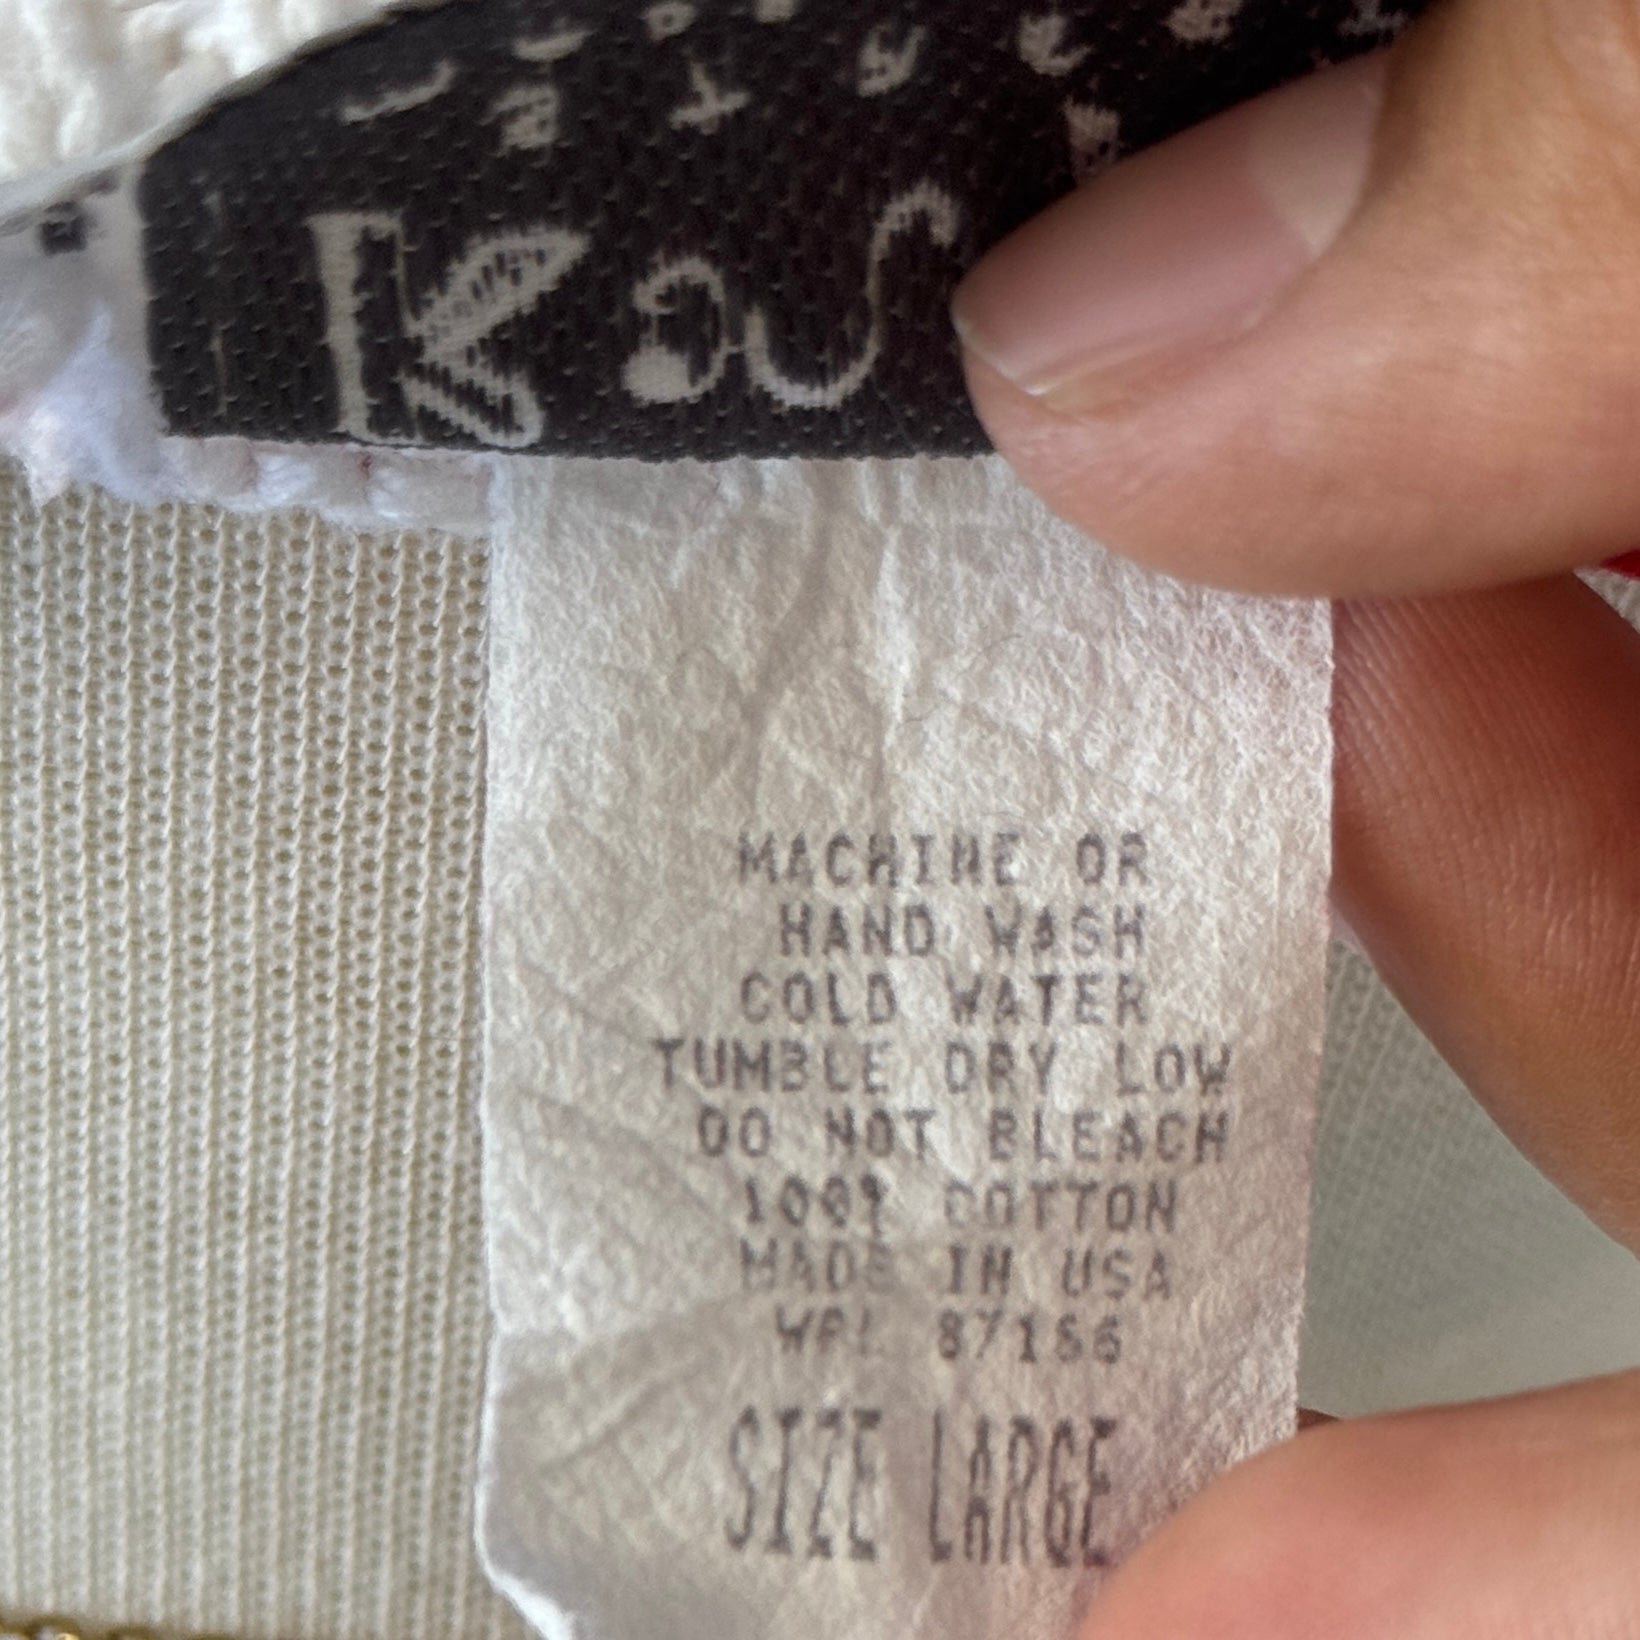 MACHINE OR
HAND WASH
COLD WATER
TUMBLE DRY LOW
DO NOT BLEACH
100% COTTON
MADE IN USA
WPL 87166
SIZE LARGE